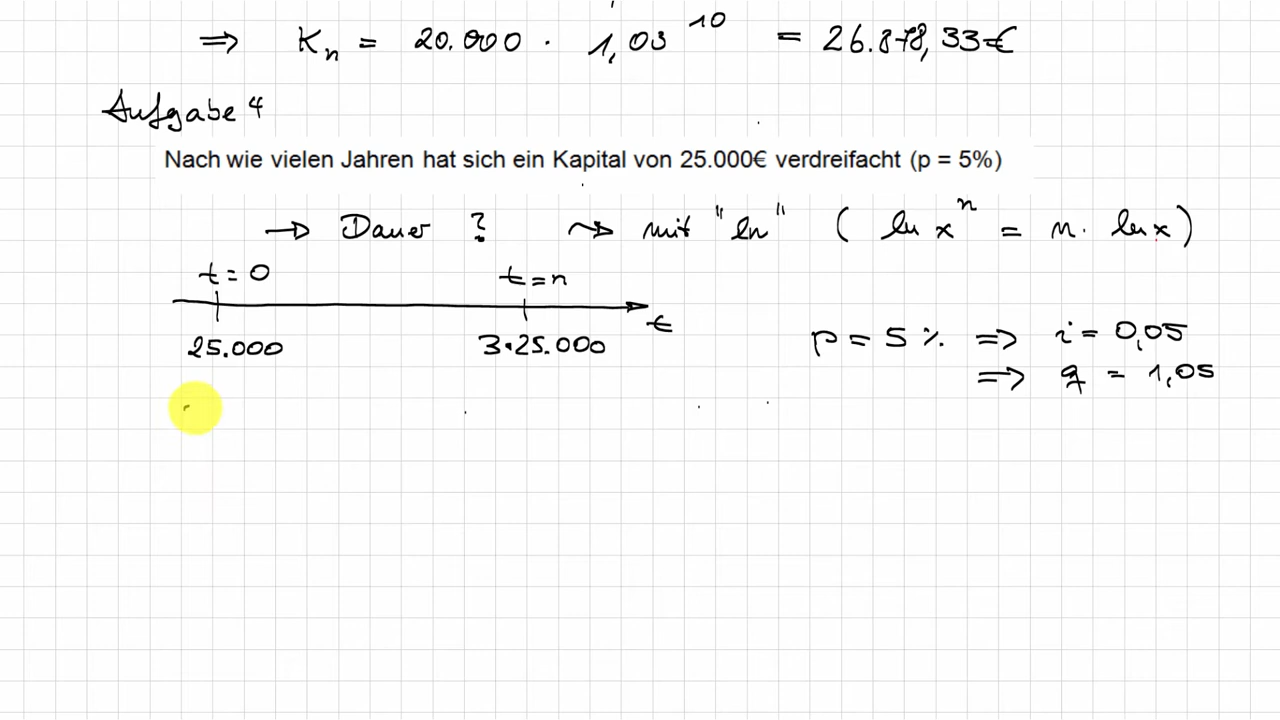 ⇒ Kn = 20.000 · 1,03^10 = 26.878,33€
Aufgabe 4
Nach wie vielen Jahren hat sich ein Kapital von 25.000€ verdreifacht (p = 5%)
→ Dauer ? ⇝ mit "ln" ( ln x^n = n · ln x )
t = 0 t = n
t
25.000 3·25.000
p = 5 % ⇒ i = 0,05
⇒ q = 1,05